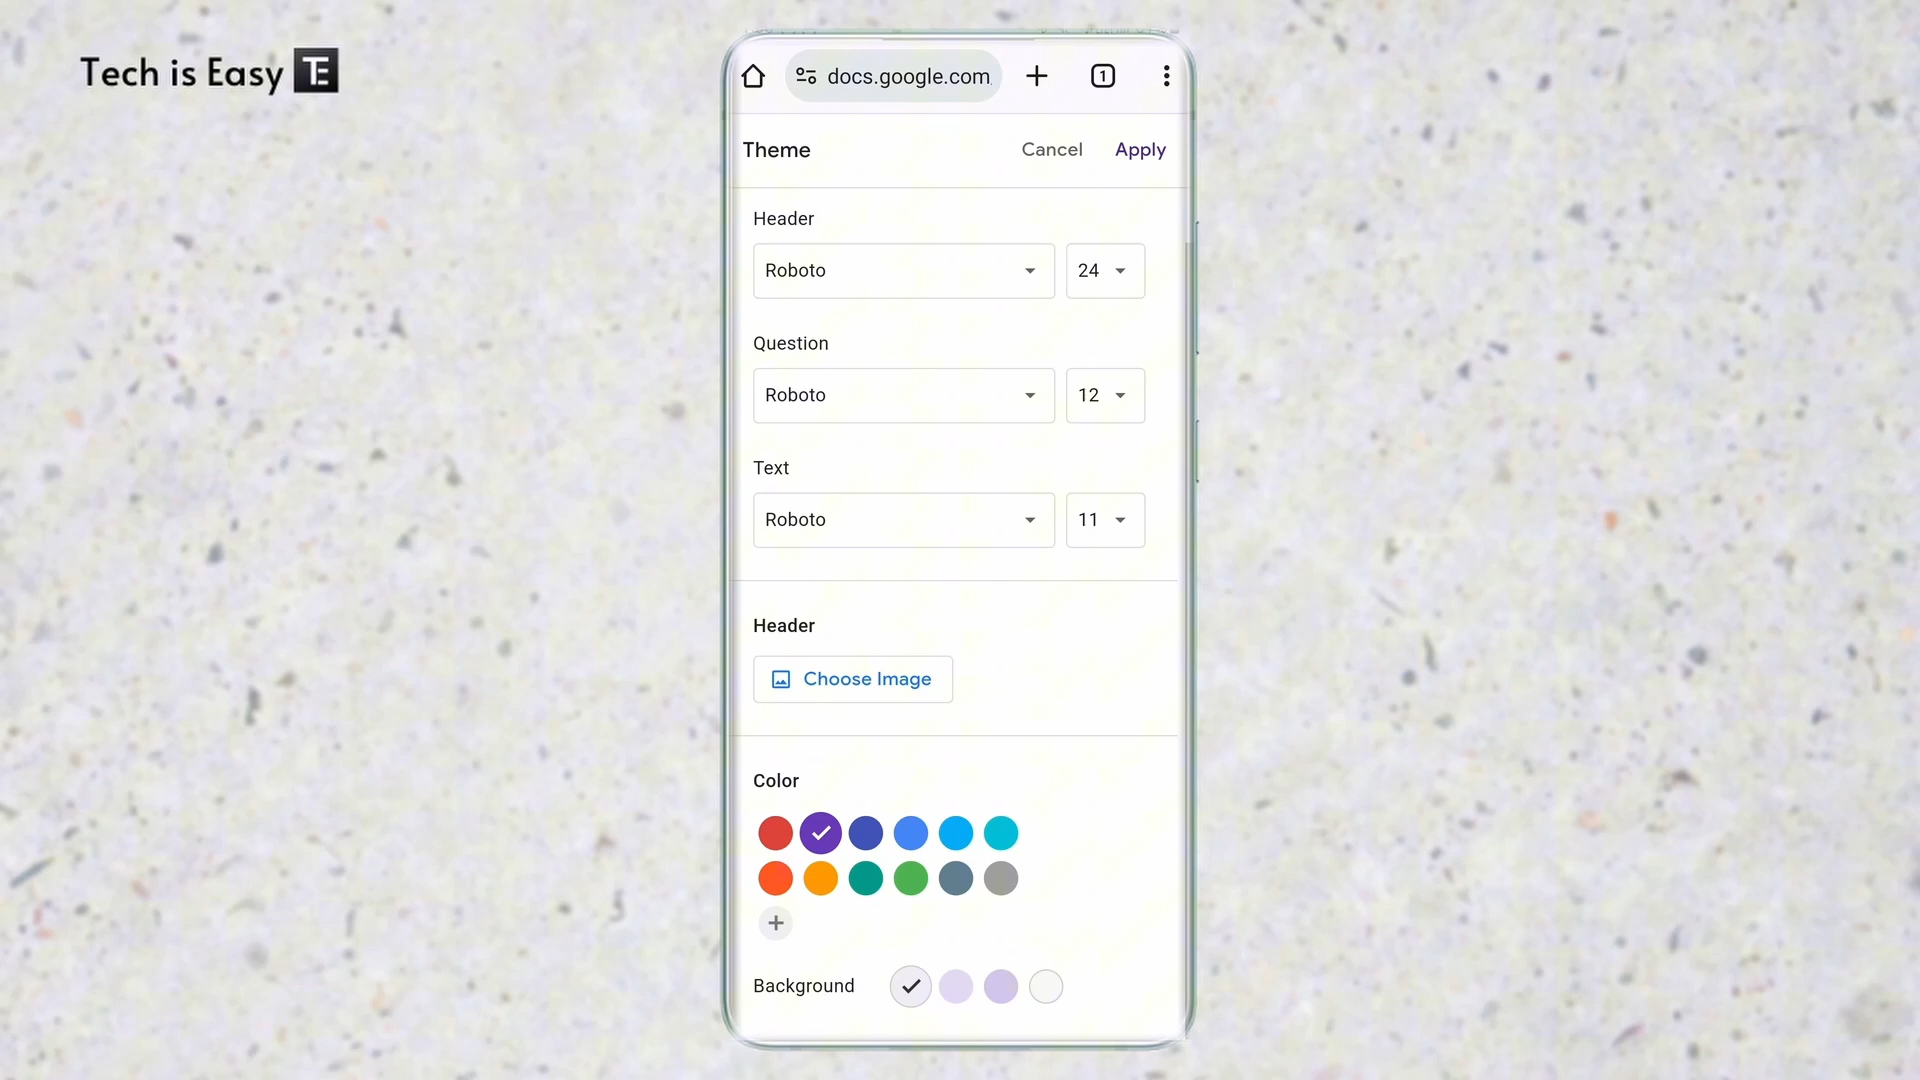 Tech is Easy TE
docs.google.com
1
Theme Cancel Apply
Header
Roboto 24
Question
Roboto 12
Text
Roboto 11
Header
Choose Image
Color
Background